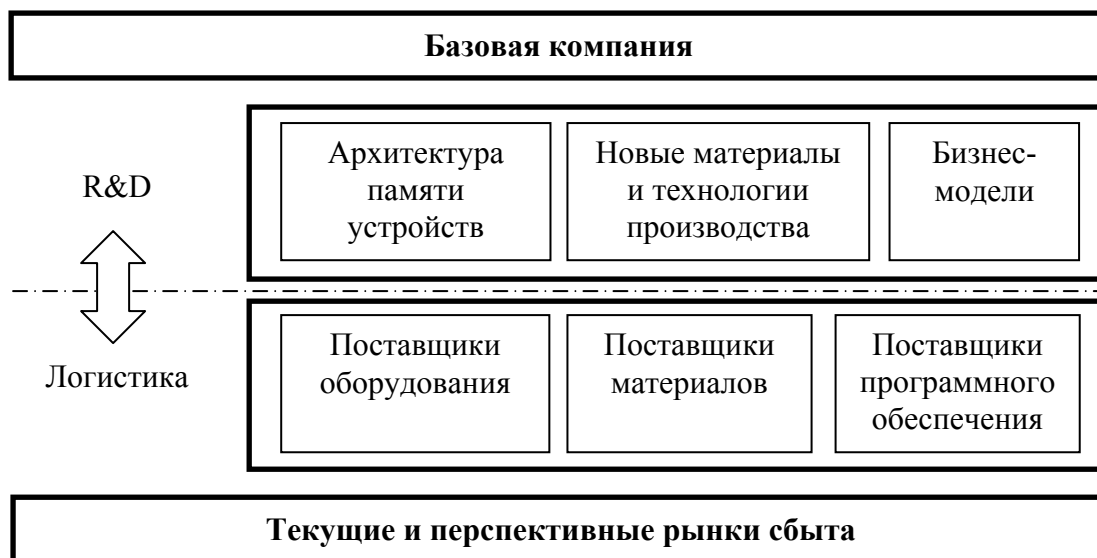 Базовая компания
R&D
Архитектура
памяти
устройств
Новые материалы
и технологии
производства
Бизнес-
модели
Логистика
Поставщики
оборудования
Поставщики
материалов
Поставщики
программного
обеспечения
Текущие и перспективные рынки сбыта